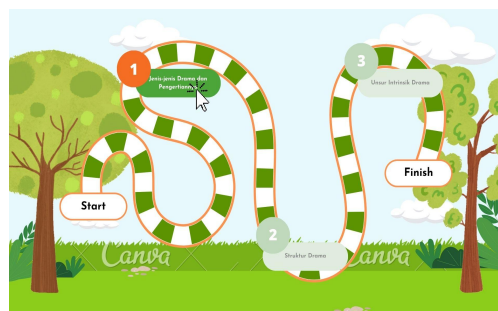 1
Jenis-jenis Drama dan
Pengertiannya
3
Unsur Intrinsik Drama
Finish
Start
2
Struktur Drama
Canva
Canva